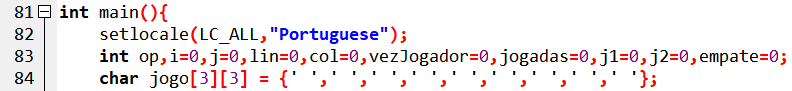 81 int main(){
82 setlocale(LC_ALL,"Portuguese");
83 int op,i=0,j=0,lin=0,col=0,vezJogador=0,jogadas=0,j1=0,j2=0,empate=0;
84 char jogo[3][3] = {' ',' ',' ',' ',' ',' ',' ',' ',' '};